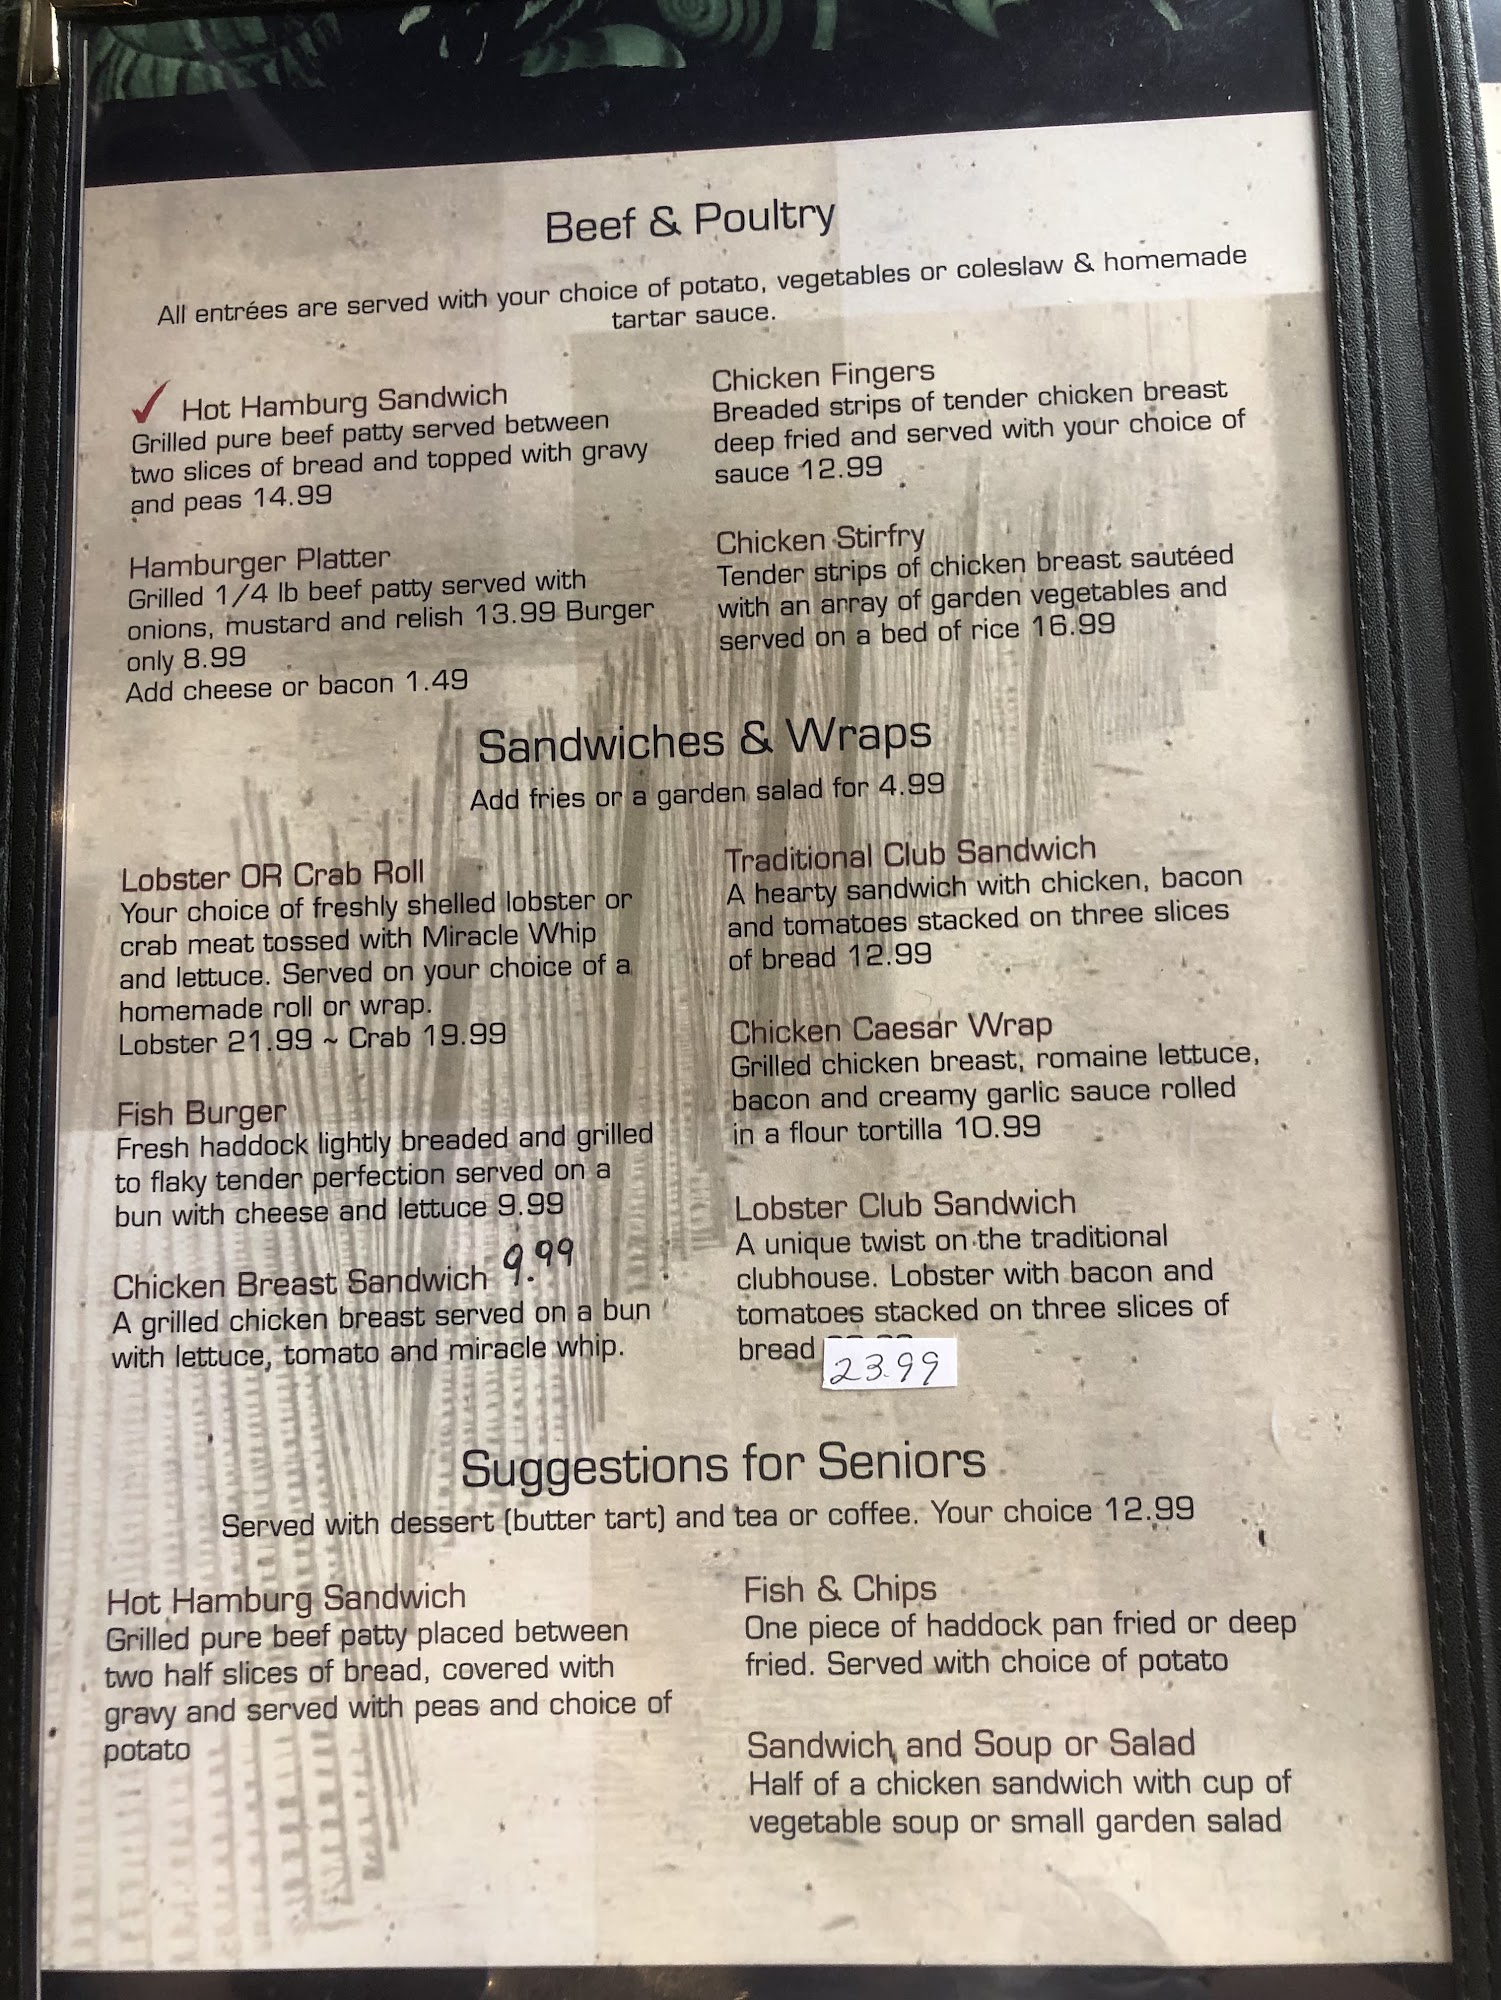 Beef & Poultry
All entrées are served with your choice of potato, vegetables or coleslaw & homemade
tartar sauce.
Hot Hamburg Sandwich
Grilled pure beef patty served between
two slices of bread and topped with gravy
and peas 14.99
Hamburger Platter
Grilled 1/4 lb beef patty served with
onions, mustard and relish 13.99 Burger
only 8.99
Add cheese or bacon 1.49
Chicken Fingers
Breaded strips of tender chicken breast
deep fried and served with your choice of
sauce 12.99
Chicken Stirfry
Tender strips of chicken breast sautéed
with an array of garden vegetables and
served on a bed of rice 16.99
Sandwiches & Wraps
Add fries or a garden salad for 4.99
Lobster OR Crab Roll
Your choice of freshly shelled lobster or
crab meat tossed with Miracle Whip
and lettuce. Served on your choice of a
homemade roll or wrap.
Lobster 21.99 ~ Crab 19.99
Fish Burger
Fresh haddock lightly breaded and grilled
to flaky tender perfection served on a
bun with cheese and lettuce 9.99
Chicken Breast Sandwich 9.99
A grilled chicken breast served on a bun
with lettuce, tomato and miracle whip.
Traditional Club Sandwich
A hearty sandwich with chicken, bacon
and tomatoes stacked on three slices
of bread 12.99
Chicken Caesar Wrap
Grilled chicken breast, romaine lettuce,
bacon and creamy garlic sauce rolled
in a flour tortilla 10.99
Lobster Club Sandwich
A unique twist on the traditional
clubhouse. Lobster with bacon and
tomatoes stacked on three slices of
bread 23.99
Suggestions for Seniors
Served with dessert (butter tart) and tea or coffee. Your choice 12.99
Hot Hamburg Sandwich
Grilled pure beef patty placed between
two half slices of bread, covered with
gravy and served with peas and choice of
potato
Fish & Chips
One piece of haddock pan fried or deep
fried. Served with choice of potato
Sandwich and Soup or Salad
Half of a chicken sandwich with cup of
vegetable soup or small garden salad